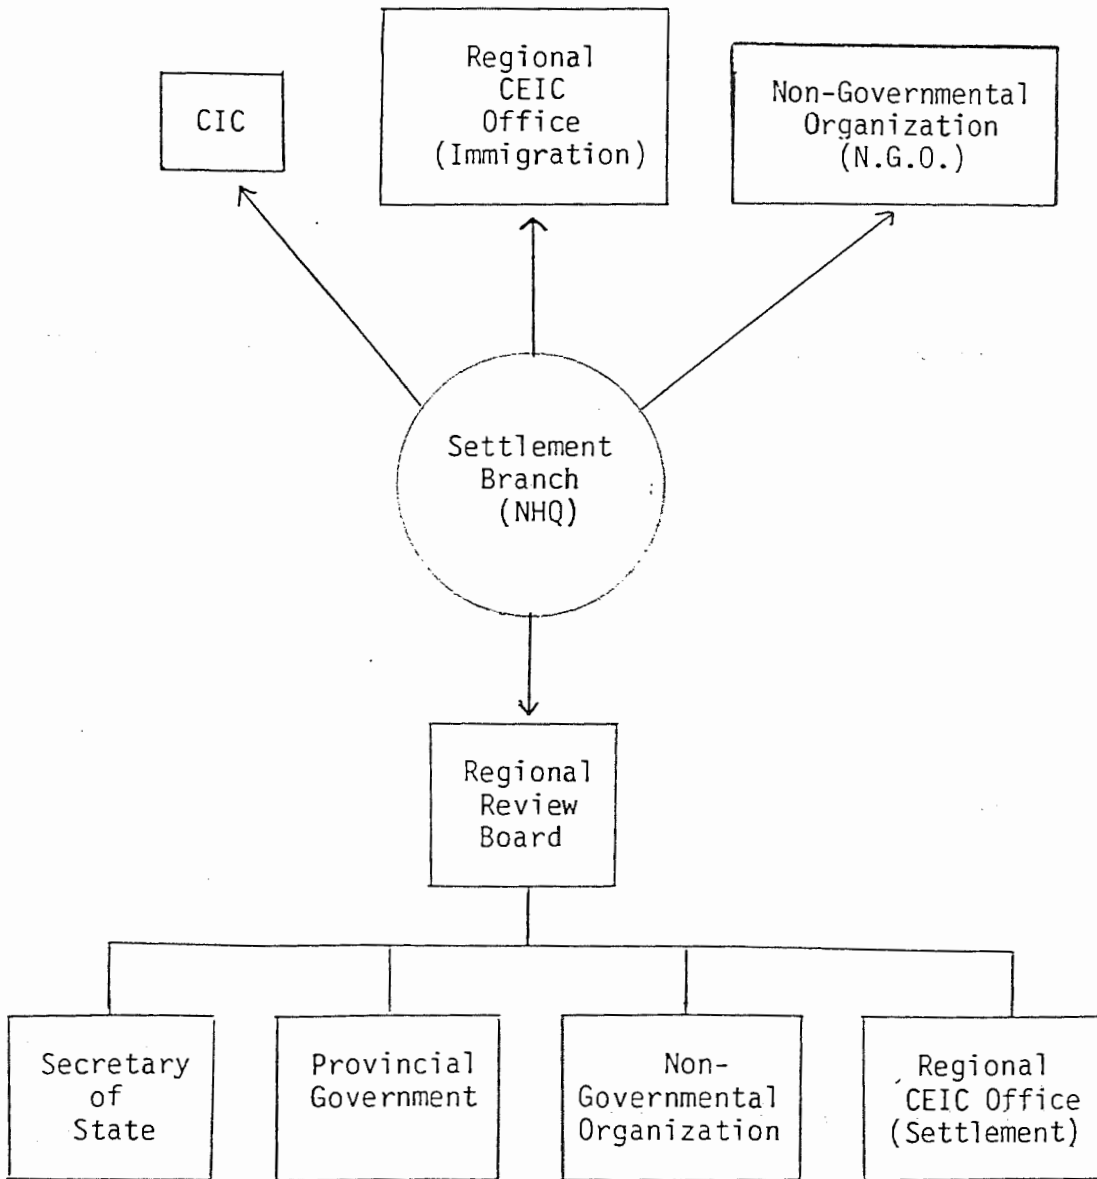 CIC
Regional
CEIC
Office
(Immigration)
Non-Governmental
Organization
(N.G.O.)
Settlement
Branch
(NHQ)
Regional
Review
Board
Secretary
of
State
Provincial
Government
Non-
Governmental
Organization
Regional
CEIC Office
(Settlement)